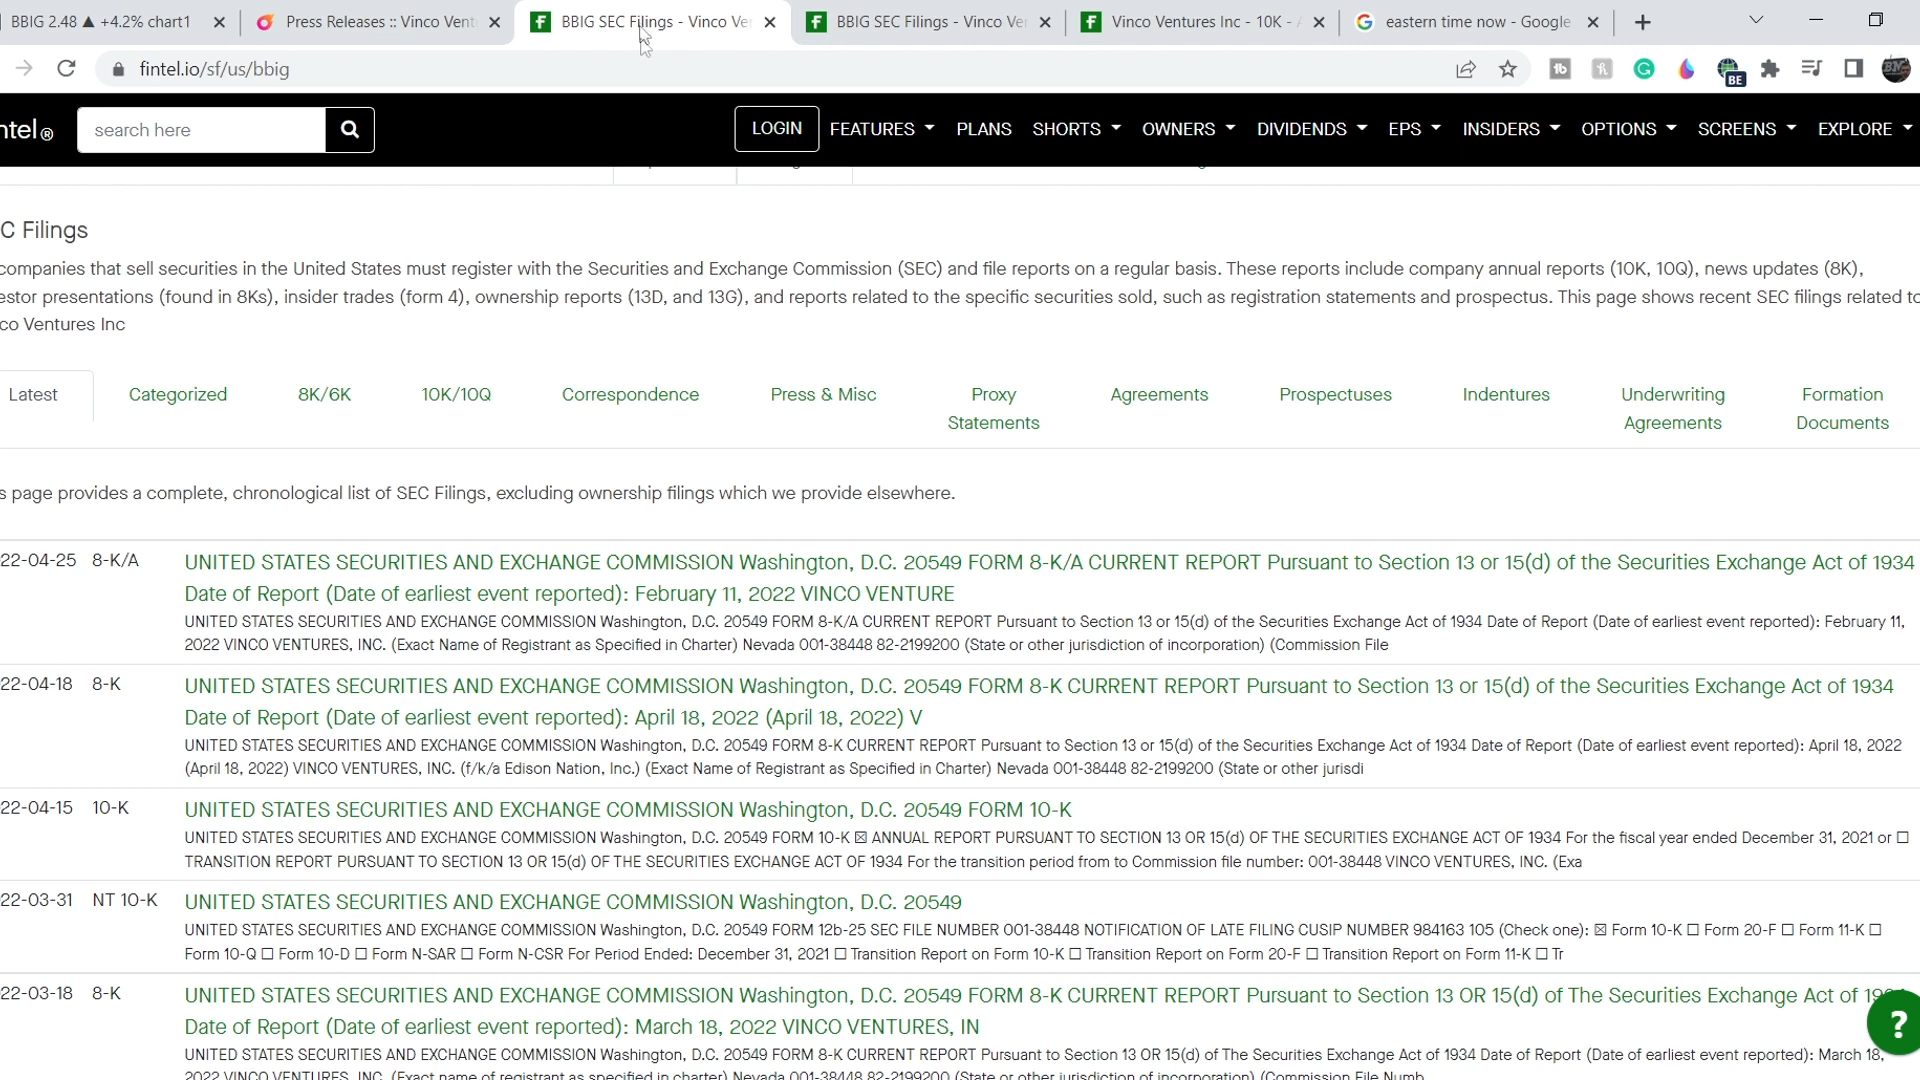 BBIG 2.48 ▲ +4.2% chart1
Press Releases :: Vinco Vent
BBIG SEC Filings - Vinco Ve
BBIG SEC Filings - Vinco Ve
Vinco Ventures Inc - 10K - A
eastern time now - Google
fintel.io/sf/us/bbig
BE
ntel®
search here
LOGIN
FEATURES
PLANS
SHORTS
OWNERS
DIVIDENDS
EPS
INSIDERS
OPTIONS
SCREENS
EXPLORE
C Filings
companies that sell securities in the United States must register with the Securities and Exchange Commission (SEC) and file reports on a regular basis. These reports include company annual reports (10K, 10Q), news updates (8K),
estor presentations (found in 8Ks), insider trades (form 4), ownership reports (13D, and 13G), and reports related to the specific securities sold, such as registration statements and prospectus. This page shows recent SEC filings related to
co Ventures Inc
Latest
Categorized
8K/6K
10K/10Q
Correspondence
Press & Misc
Proxy
Statements
Agreements
Prospectuses
Indentures
Underwriting
Agreements
Formation
Documents
s page provides a complete, chronological list of SEC Filings, excluding ownership filings which we provide elsewhere.
22-04-25 8-K/A
UNITED STATES SECURITIES AND EXCHANGE COMMISSION Washington, D.C. 20549 FORM 8-K/A CURRENT REPORT Pursuant to Section 13 or 15(d) of the Securities Exchange Act of 1934
Date of Report (Date of earliest event reported): February 11, 2022 VINCO VENTURE
UNITED STATES SECURITIES AND EXCHANGE COMMISSION Washington, D.C. 20549 FORM 8-K/A CURRENT REPORT Pursuant to Section 13 or 15(d) of the Securities Exchange Act of 1934 Date of Report (Date of earliest event reported): February 11,
2022 VINCO VENTURES, INC. (Exact Name of Registrant as Specified in Charter) Nevada 001-38448 82-2199200 (State or other jurisdiction of incorporation) (Commission File
22-04-18 8-K
UNITED STATES SECURITIES AND EXCHANGE COMMISSION Washington, D.C. 20549 FORM 8-K CURRENT REPORT Pursuant to Section 13 or 15(d) of the Securities Exchange Act of 1934
Date of Report (Date of earliest event reported): April 18, 2022 (April 18, 2022) V
UNITED STATES SECURITIES AND EXCHANGE COMMISSION Washington, D.C. 20549 FORM 8-K CURRENT REPORT Pursuant to Section 13 or 15(d) of the Securities Exchange Act of 1934 Date of Report (Date of earliest event reported): April 18, 2022
(April 18, 2022) VINCO VENTURES, INC. (f/k/a Edison Nation, Inc.) (Exact Name of Registrant as Specified in Charter) Nevada 001-38448 82-2199200 (State or other jurisdi
22-04-15 10-K
UNITED STATES SECURITIES AND EXCHANGE COMMISSION Washington, D.C. 20549 FORM 10-K
UNITED STATES SECURITIES AND EXCHANGE COMMISSION Washington, D.C. 20549 FORM 10-K ☒ ANNUAL REPORT PURSUANT TO SECTION 13 OR 15(d) OF THE SECURITIES EXCHANGE ACT OF 1934 For the fiscal year ended December 31, 2021 or ☐
TRANSITION REPORT PURSUANT TO SECTION 13 OR 15(d) OF THE SECURITIES EXCHANGE ACT OF 1934 For the transition period from to Commission file number: 001-38448 VINCO VENTURES, INC. (Exa
22-03-31 NT 10-K
UNITED STATES SECURITIES AND EXCHANGE COMMISSION Washington, D.C. 20549
UNITED STATES SECURITIES AND EXCHANGE COMMISSION Washington, D.C. 20549 FORM 12b-25 SEC FILE NUMBER 001-38448 NOTIFICATION OF LATE FILING CUSIP NUMBER 984163 105 (Check one): ☒ Form 10-K ☐ Form 20-F ☐ Form 11-K ☐
Form 10-Q ☐ Form 10-D ☐ Form N-SAR ☐ Form N-CSR For Period Ended: December 31, 2021 ☐ Transition Report on Form 10-K ☐ Transition Report on Form 20-F ☐ Transition Report on Form 11-K ☐ Tr
22-03-18 8-K
UNITED STATES SECURITIES AND EXCHANGE COMMISSION Washington, D.C. 20549 FORM 8-K CURRENT REPORT Pursuant to Section 13 OR 15(d) of The Securities Exchange Act of 19
Date of Report (Date of earliest event reported): March 18, 2022 VINCO VENTURES, IN
UNITED STATES SECURITIES AND EXCHANGE COMMISSION Washington, D.C. 20549 FORM 8-K CURRENT REPORT Pursuant to Section 13 OR 15(d) of The Securities Exchange Act of 1934 Date of Report (Date of earliest event reported): March 18,
2022 VINCO VENTURES, INC. (Exact name of registrant as specified in charter) Nevada 001-38448 82-2199200 (State or other jurisdiction of incorporation) (Commission File Numb
?